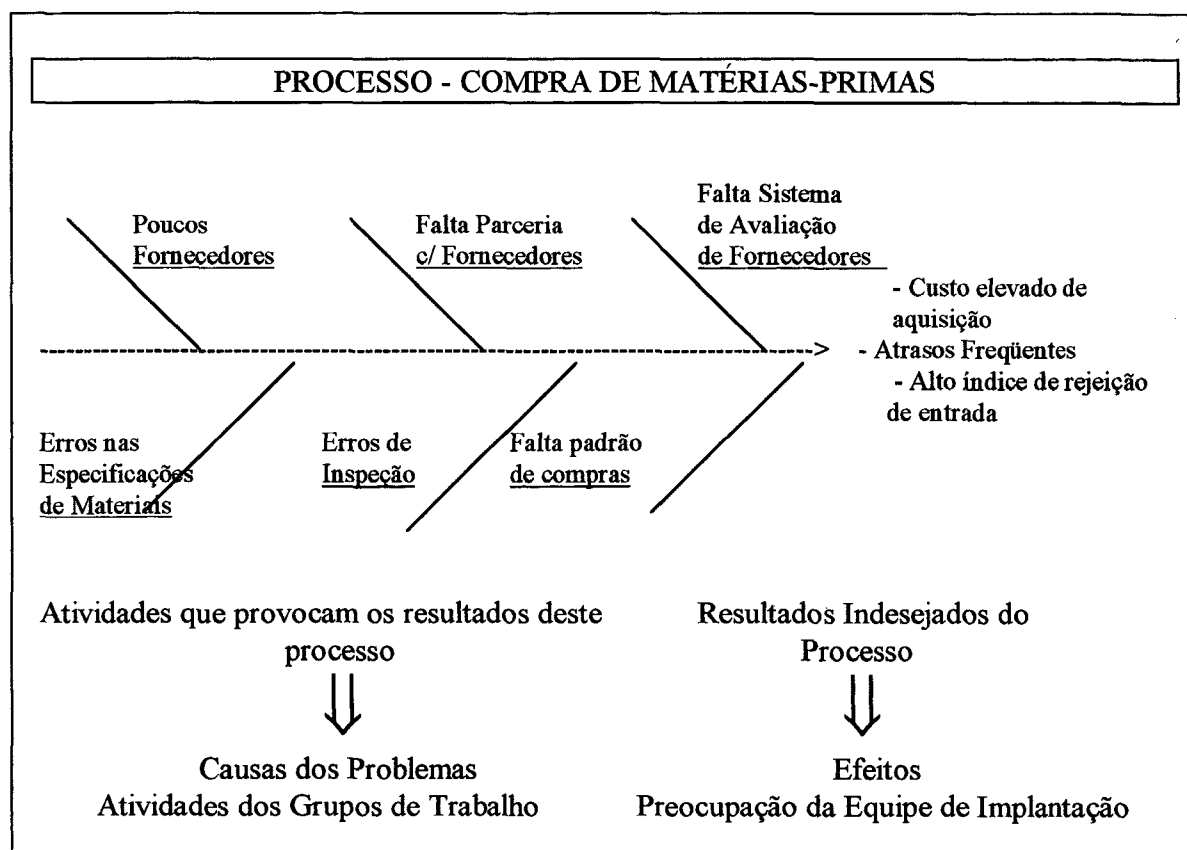 PROCESSO - COMPRA DE MATÉRIAS-PRIMAS
Poucos
Fornecedores
Falta Parceria
c/ Fornecedores
Falta Sistema
de Avaliação
de Fornecedores
- Custo elevado de
aquisição
- Atrasos Freqüentes
- Alto índice de rejeição
de entrada
Erros nas
Especificações
de Materiais
Erros de
Inspeção
Falta padrão
de compras
Atividades que provocam os resultados deste
processo
Causas dos Problemas
Atividades dos Grupos de Trabalho
Resultados Indesejados do
Processo
Efeitos
Preocupação da Equipe de Implantação